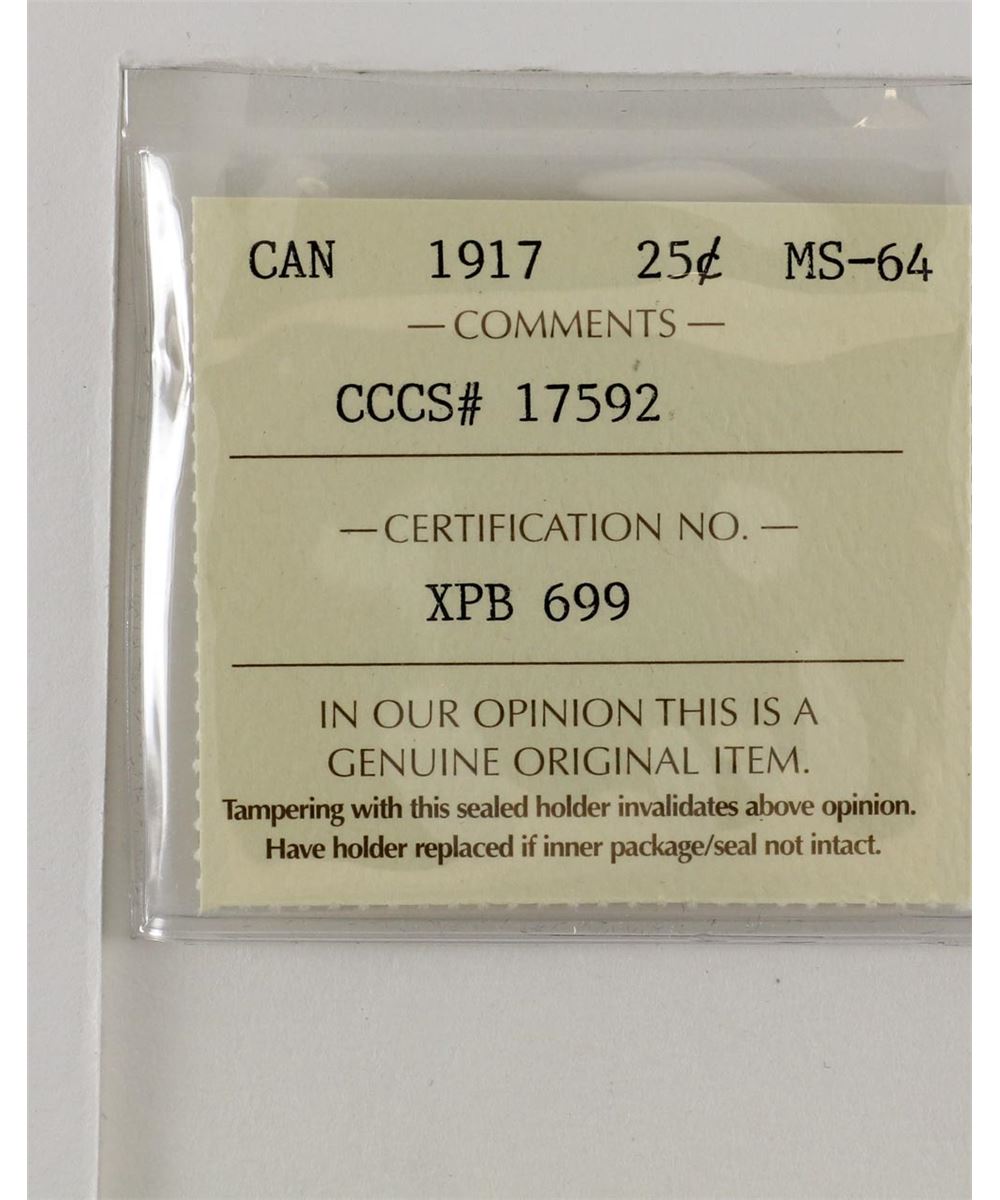 CAN 1917 25¢ MS-64
— COMMENTS —
CCCS# 17592
— CERTIFICATION NO. —
XPB 699
IN OUR OPINION THIS IS A
GENUINE ORIGINAL ITEM.
Tampering with this sealed holder invalidates above opinion.
Have holder replaced if inner package/seal not intact.